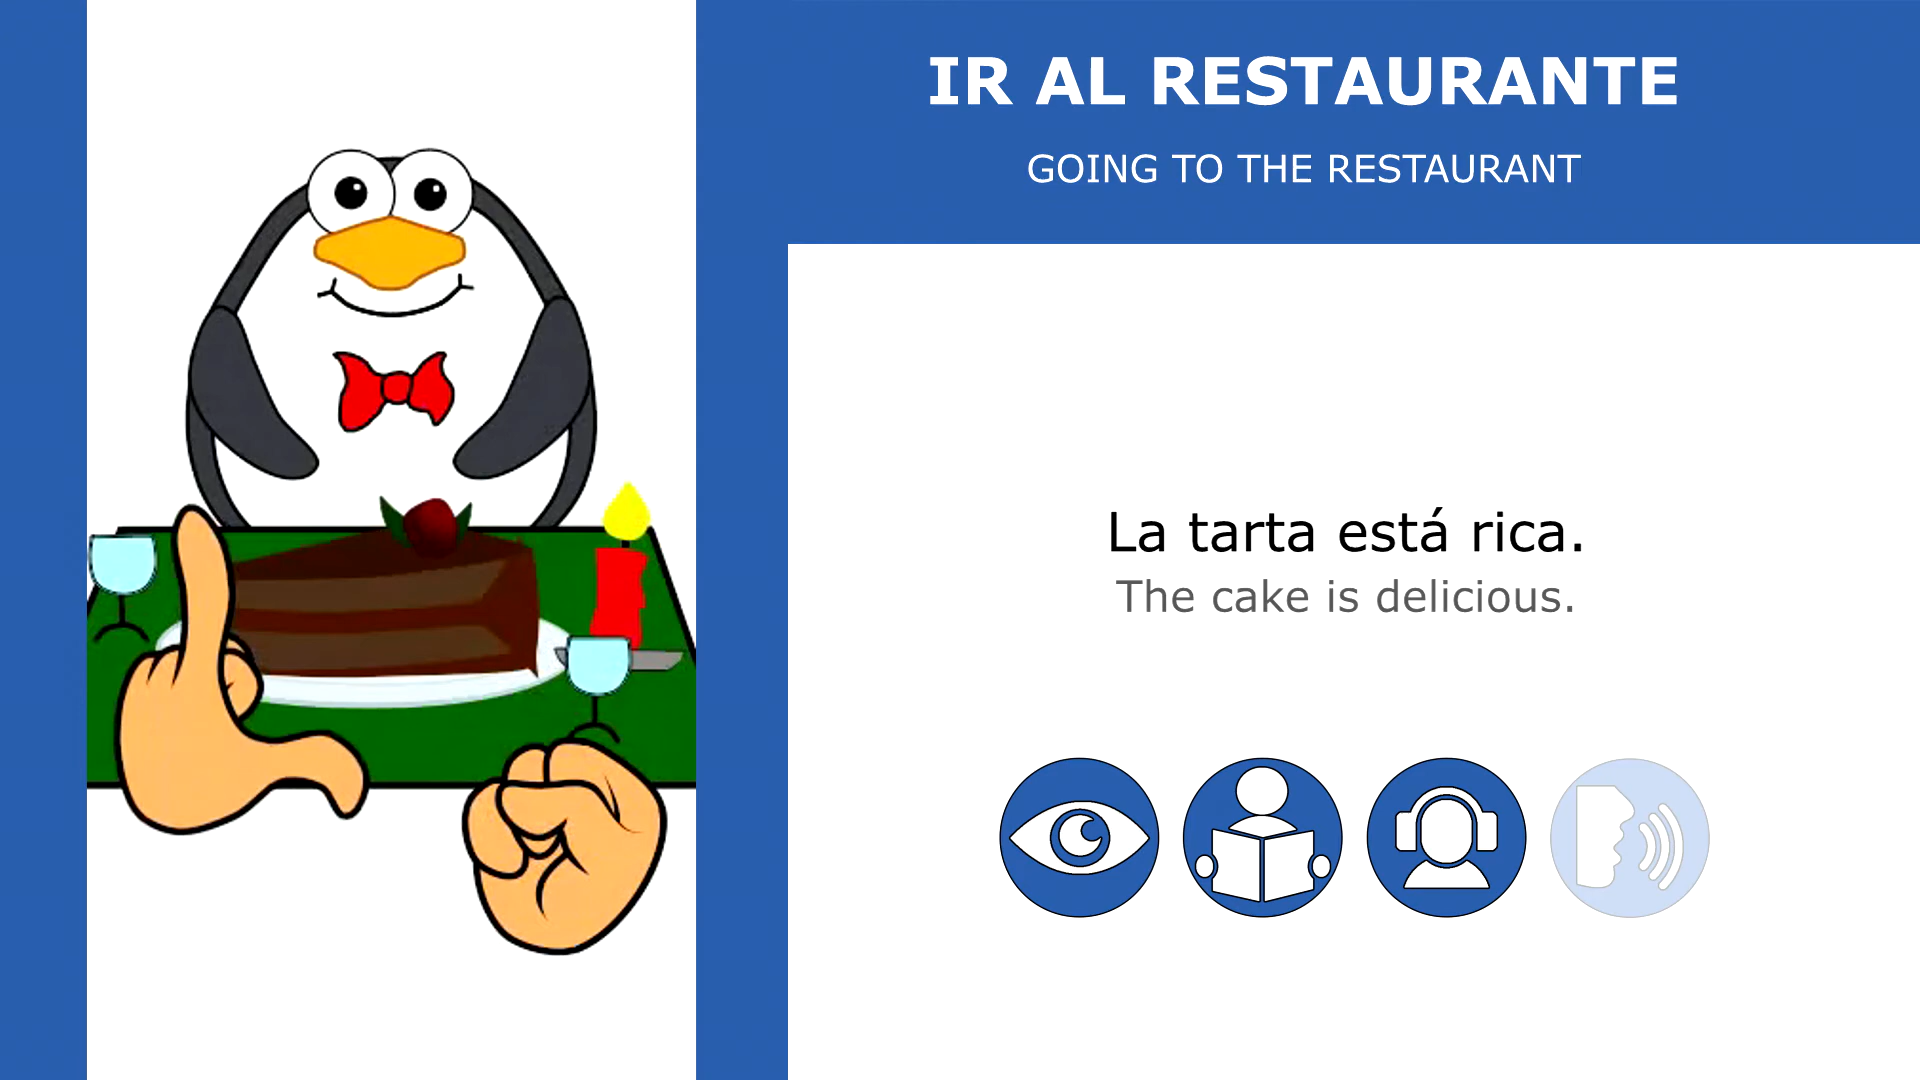 IR AL RESTAURANTE
GOING TO THE RESTAURANT
La tarta está rica.
The cake is delicious.